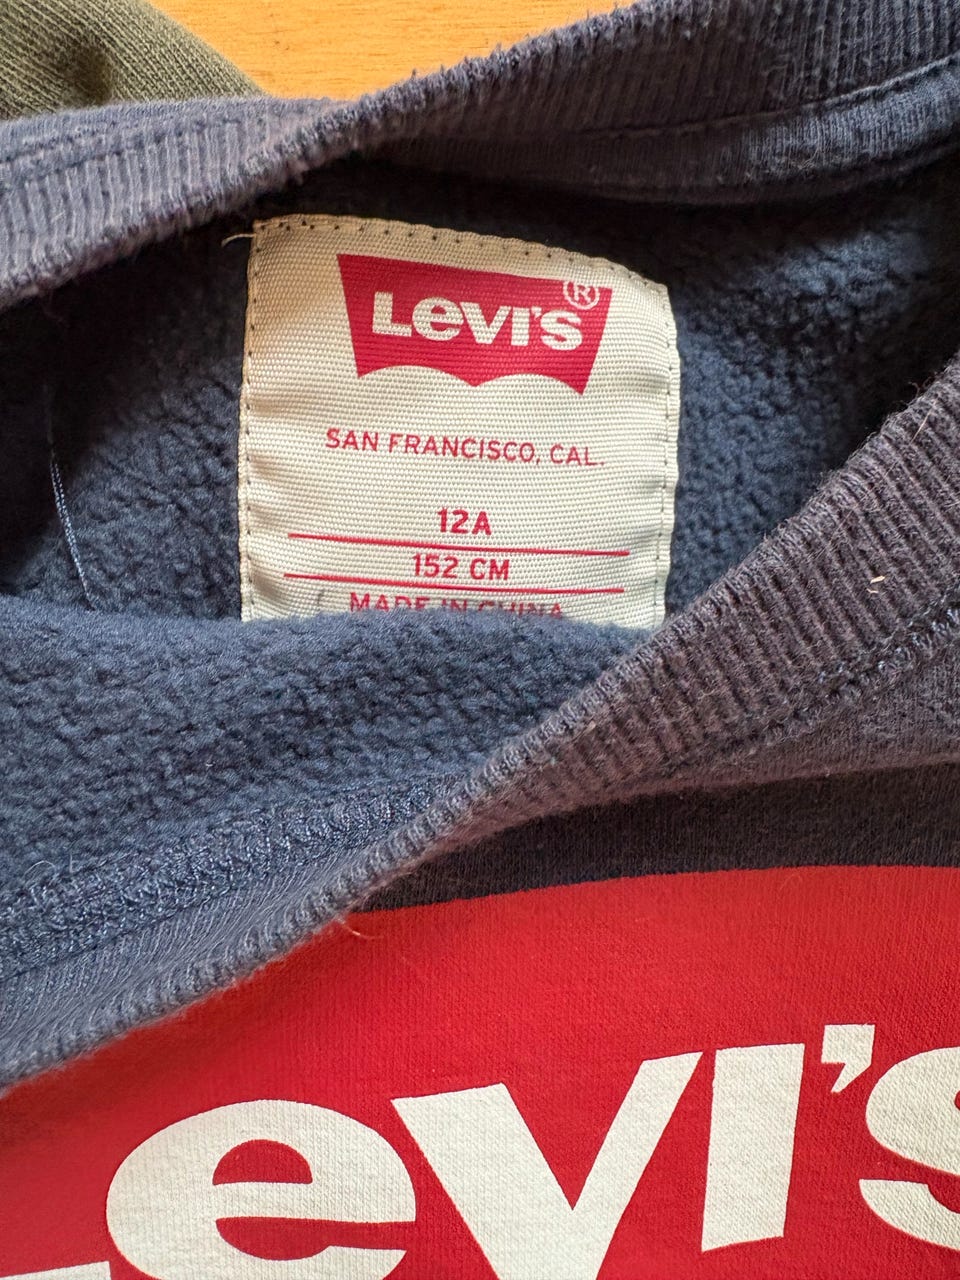 Levi's®
SAN FRANCISCO, CAL.
12A
152 CM
MADE IN CHINA
Levi's